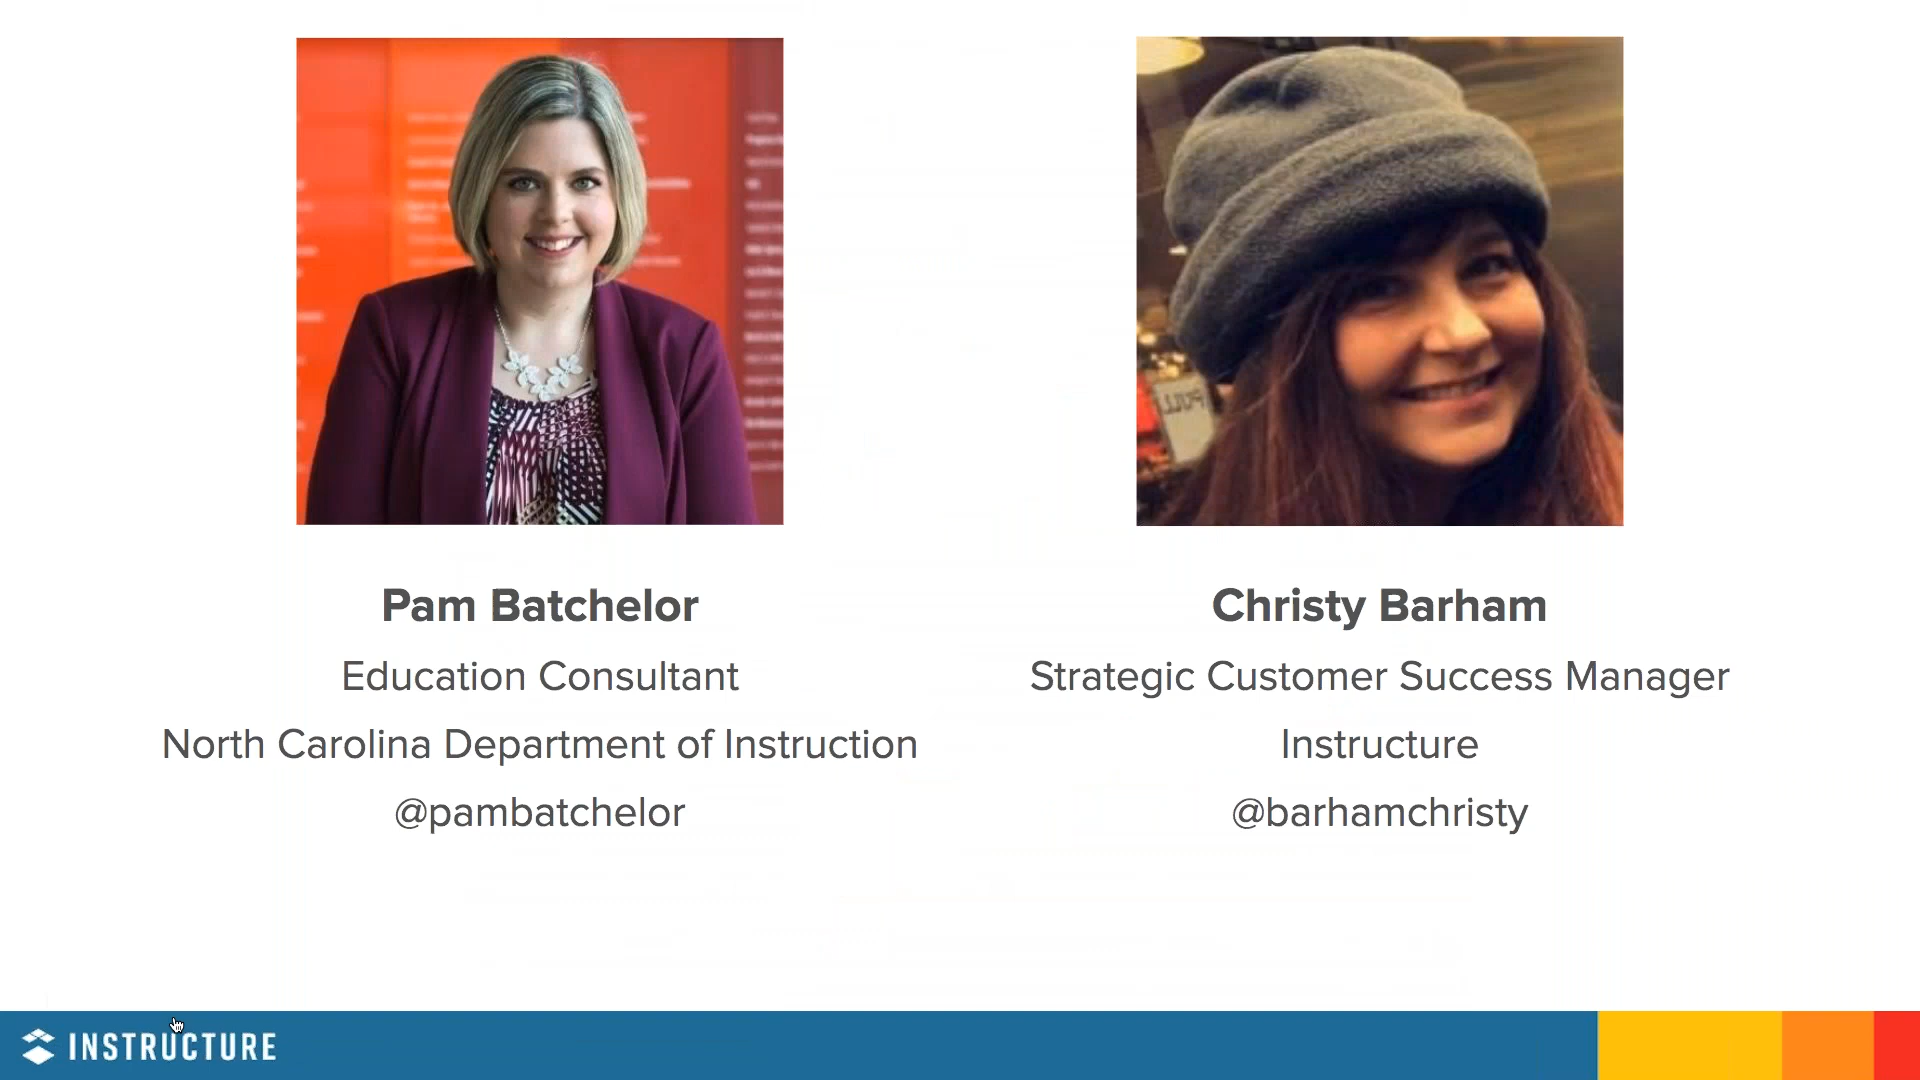 Pam Batchelor
Education Consultant
North Carolina Department of Instruction
@pambatchelor
Christy Barham
Strategic Customer Success Manager
Instructure
@barhamchristy
INSTRUCTURE